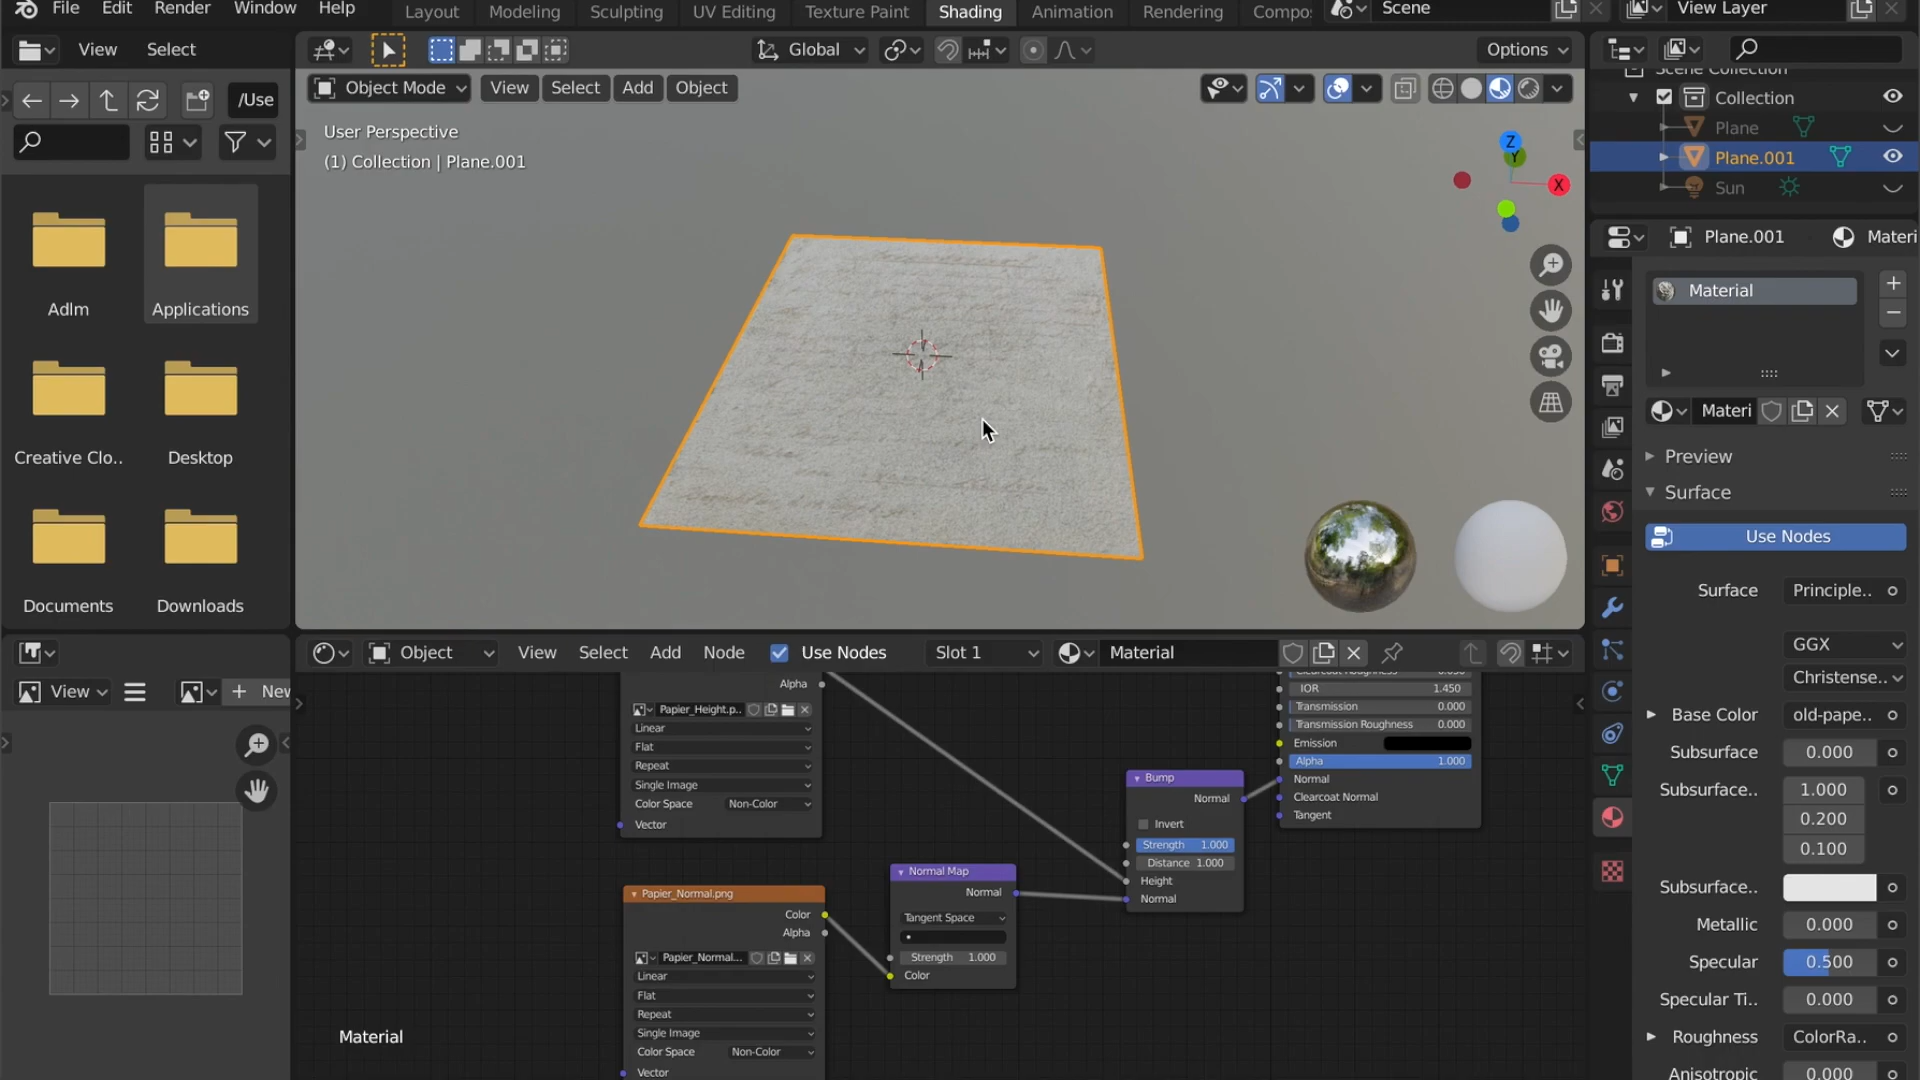 File Edit Render Window Help Layout Modeling Sculpting UV Editing Texture Paint Shading Animation Rendering Compo Scene View Layer
View Select Global Options
/Use Object Mode View Select Add Object Scene Collection
Collection
User Perspective Plane
(1) Collection | Plane.001 Plane.001
Sun
Z
Y
X
Plane.001 Materi
Material
Adlm Applications
Materi
Creative Clo.. Desktop
Preview
Surface
Use Nodes
Documents Downloads
Surface Principle..
GGX
Christense..
Object View Select Add Node Use Nodes Slot 1 Material
View New
Base Color old-pape..
Subsurface 0.000
Subsurface.. 1.000
0.200
0.100
Subsurface..
Metallic 0.000
Specular 0.500
Specular Ti.. 0.000
Roughness ColorRa..
Anisotropic 0.000
Alpha
Papier_Height.p..
Linear
Flat
Repeat
Single Image
Color Space Non-Color
Vector
Papier_Normal.png
Color
Alpha
Papier_Normal...
Linear
Flat
Repeat
Single Image
Color Space Non-Color
Vector
Normal Map
Normal
Tangent Space
Strength 1.000
Color
Bump
Normal
Invert
Strength 1.000
Distance 1.000
Height
Normal
IOR 1.450
Transmission 0.000
Transmission Roughness 0.000
Emission
Alpha 1.000
Normal
Clearcoat Normal
Tangent
Material